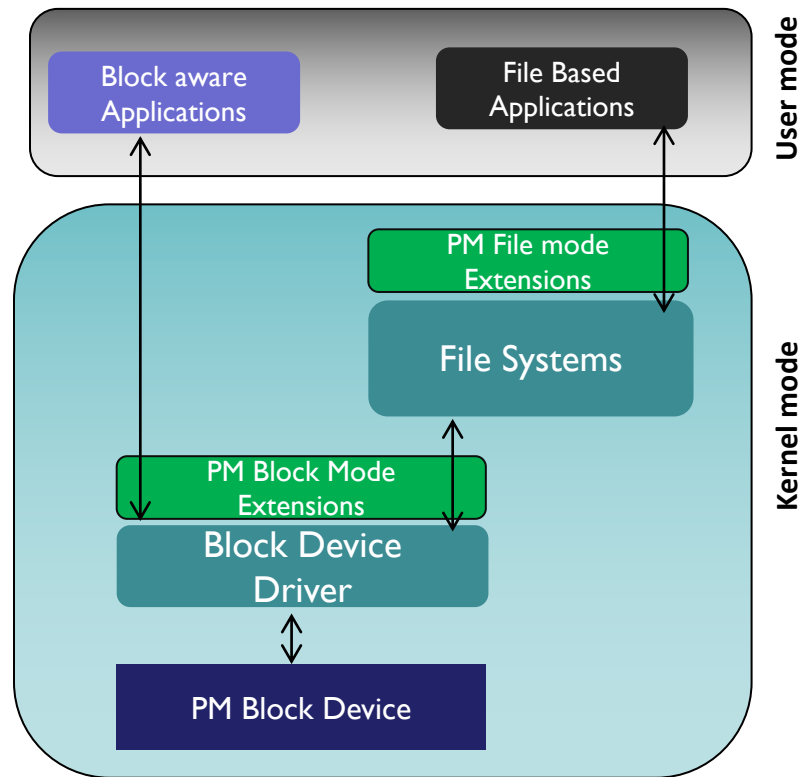 Block aware
Applications
File Based
Applications
User mode
PM File mode
Extensions
File Systems
Kernel mode
PM Block Mode
Extensions
Block Device
Driver
PM Block Device